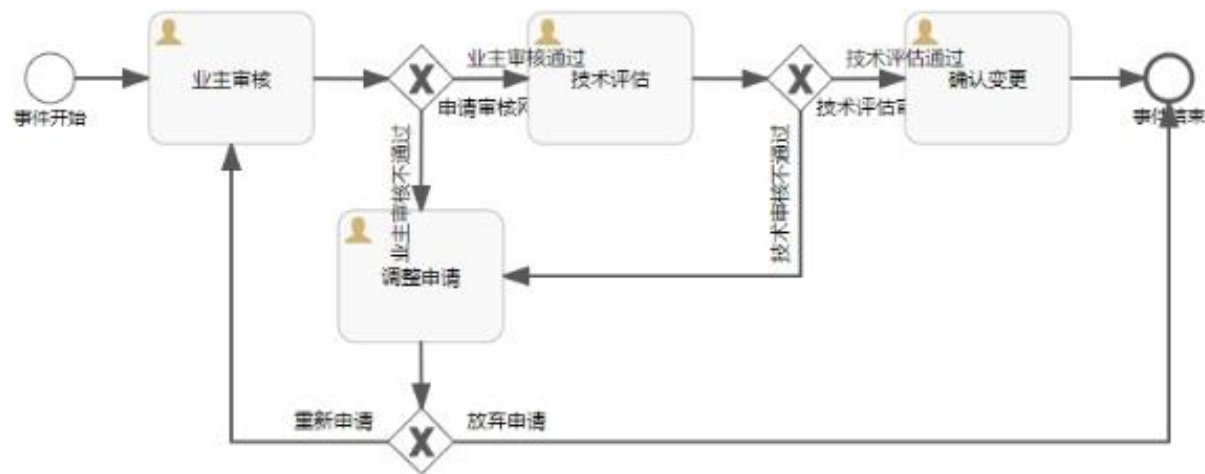 业主审核
业主审核通过
技术评估
技术评估通过
确认变更
事件开始
申请审核网
技术评估审
事件结束
业主审核不通过
技术审核不通过
调整申请
重新申请
放弃申请